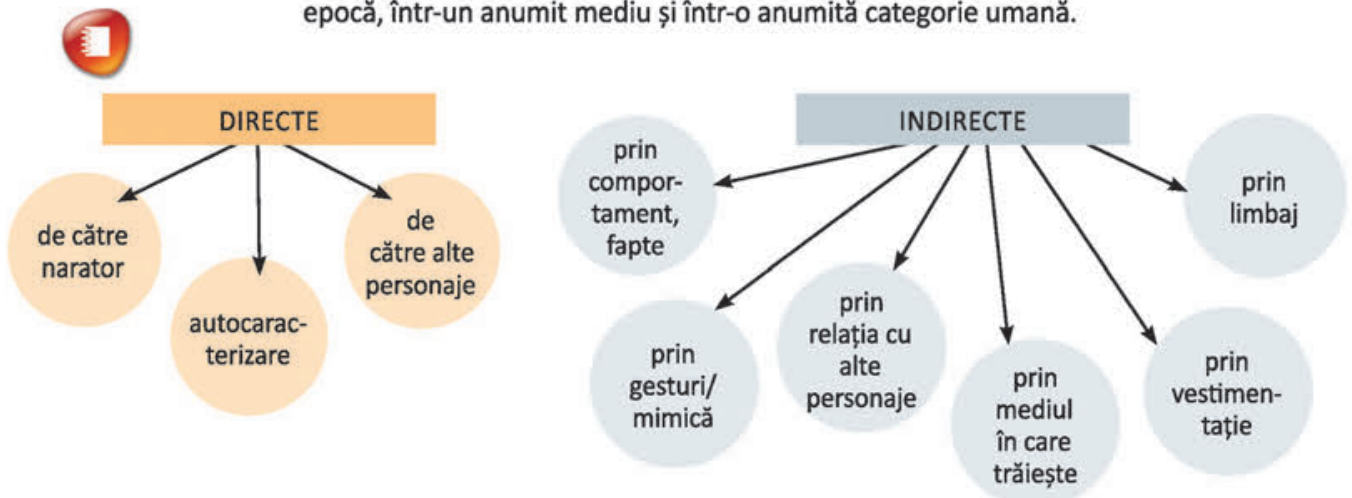 epocă, într-un anumit mediu și într-o anumită categorie umană.
DIRECTE
de către
narator
autocarac-
terizare
de
către alte
personaje
INDIRECTE
prin
compor-
tament,
fapte
prin
gesturi/
mimică
prin
relația cu
alte
personaje
prin
mediul
în care
trăiește
prin
vestimen-
tație
prin
limbaj